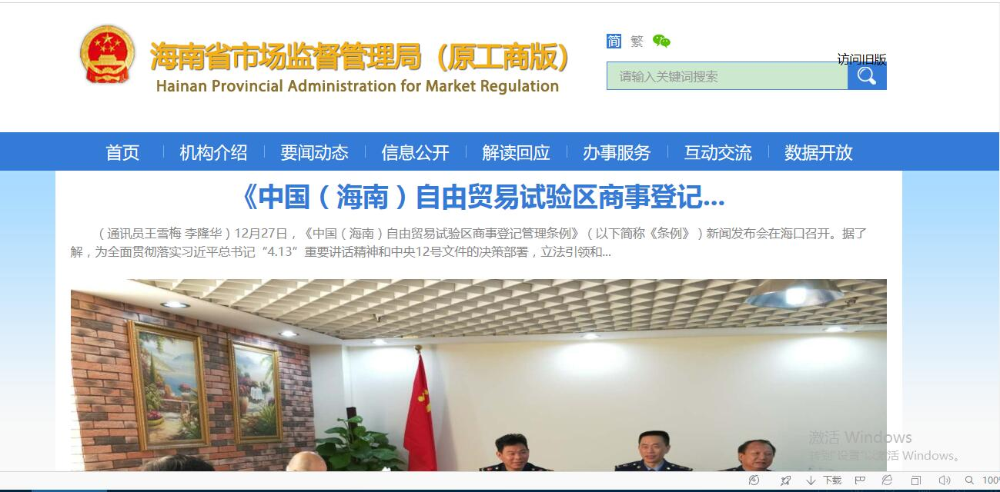 海南省市场监督管理局（原工商版）
Hainan Provincial Administration for Market Regulation
简 繁
访问旧版
请输入关键词搜索
首页 机构介绍 要闻动态 信息公开 解读回应 办事服务 互动交流 数据开放
《中国（海南）自由贸易试验区商事登记...
（通讯员王雪梅 李隆华）12月27日，《中国（海南）自由贸易试验区商事登记管理条例》（以下简称《条例》）新闻发布会在海口召开。据了
解，为全面贯彻落实习近平总书记“4.13”重要讲话精神和中央12号文件的决策部署，立法引领和...
激活 Windows
转到"设置"以激活 Windows。
下载 100%